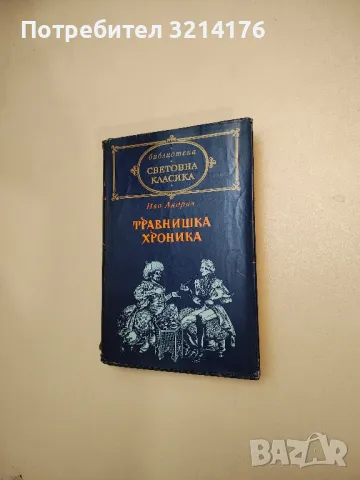 Потребител 3214176
библиотека
СВЕТОВНА
КЛАСИКА
Иво Андрич
ТРАВНИШКА
ХРОНИКА
BAZAR